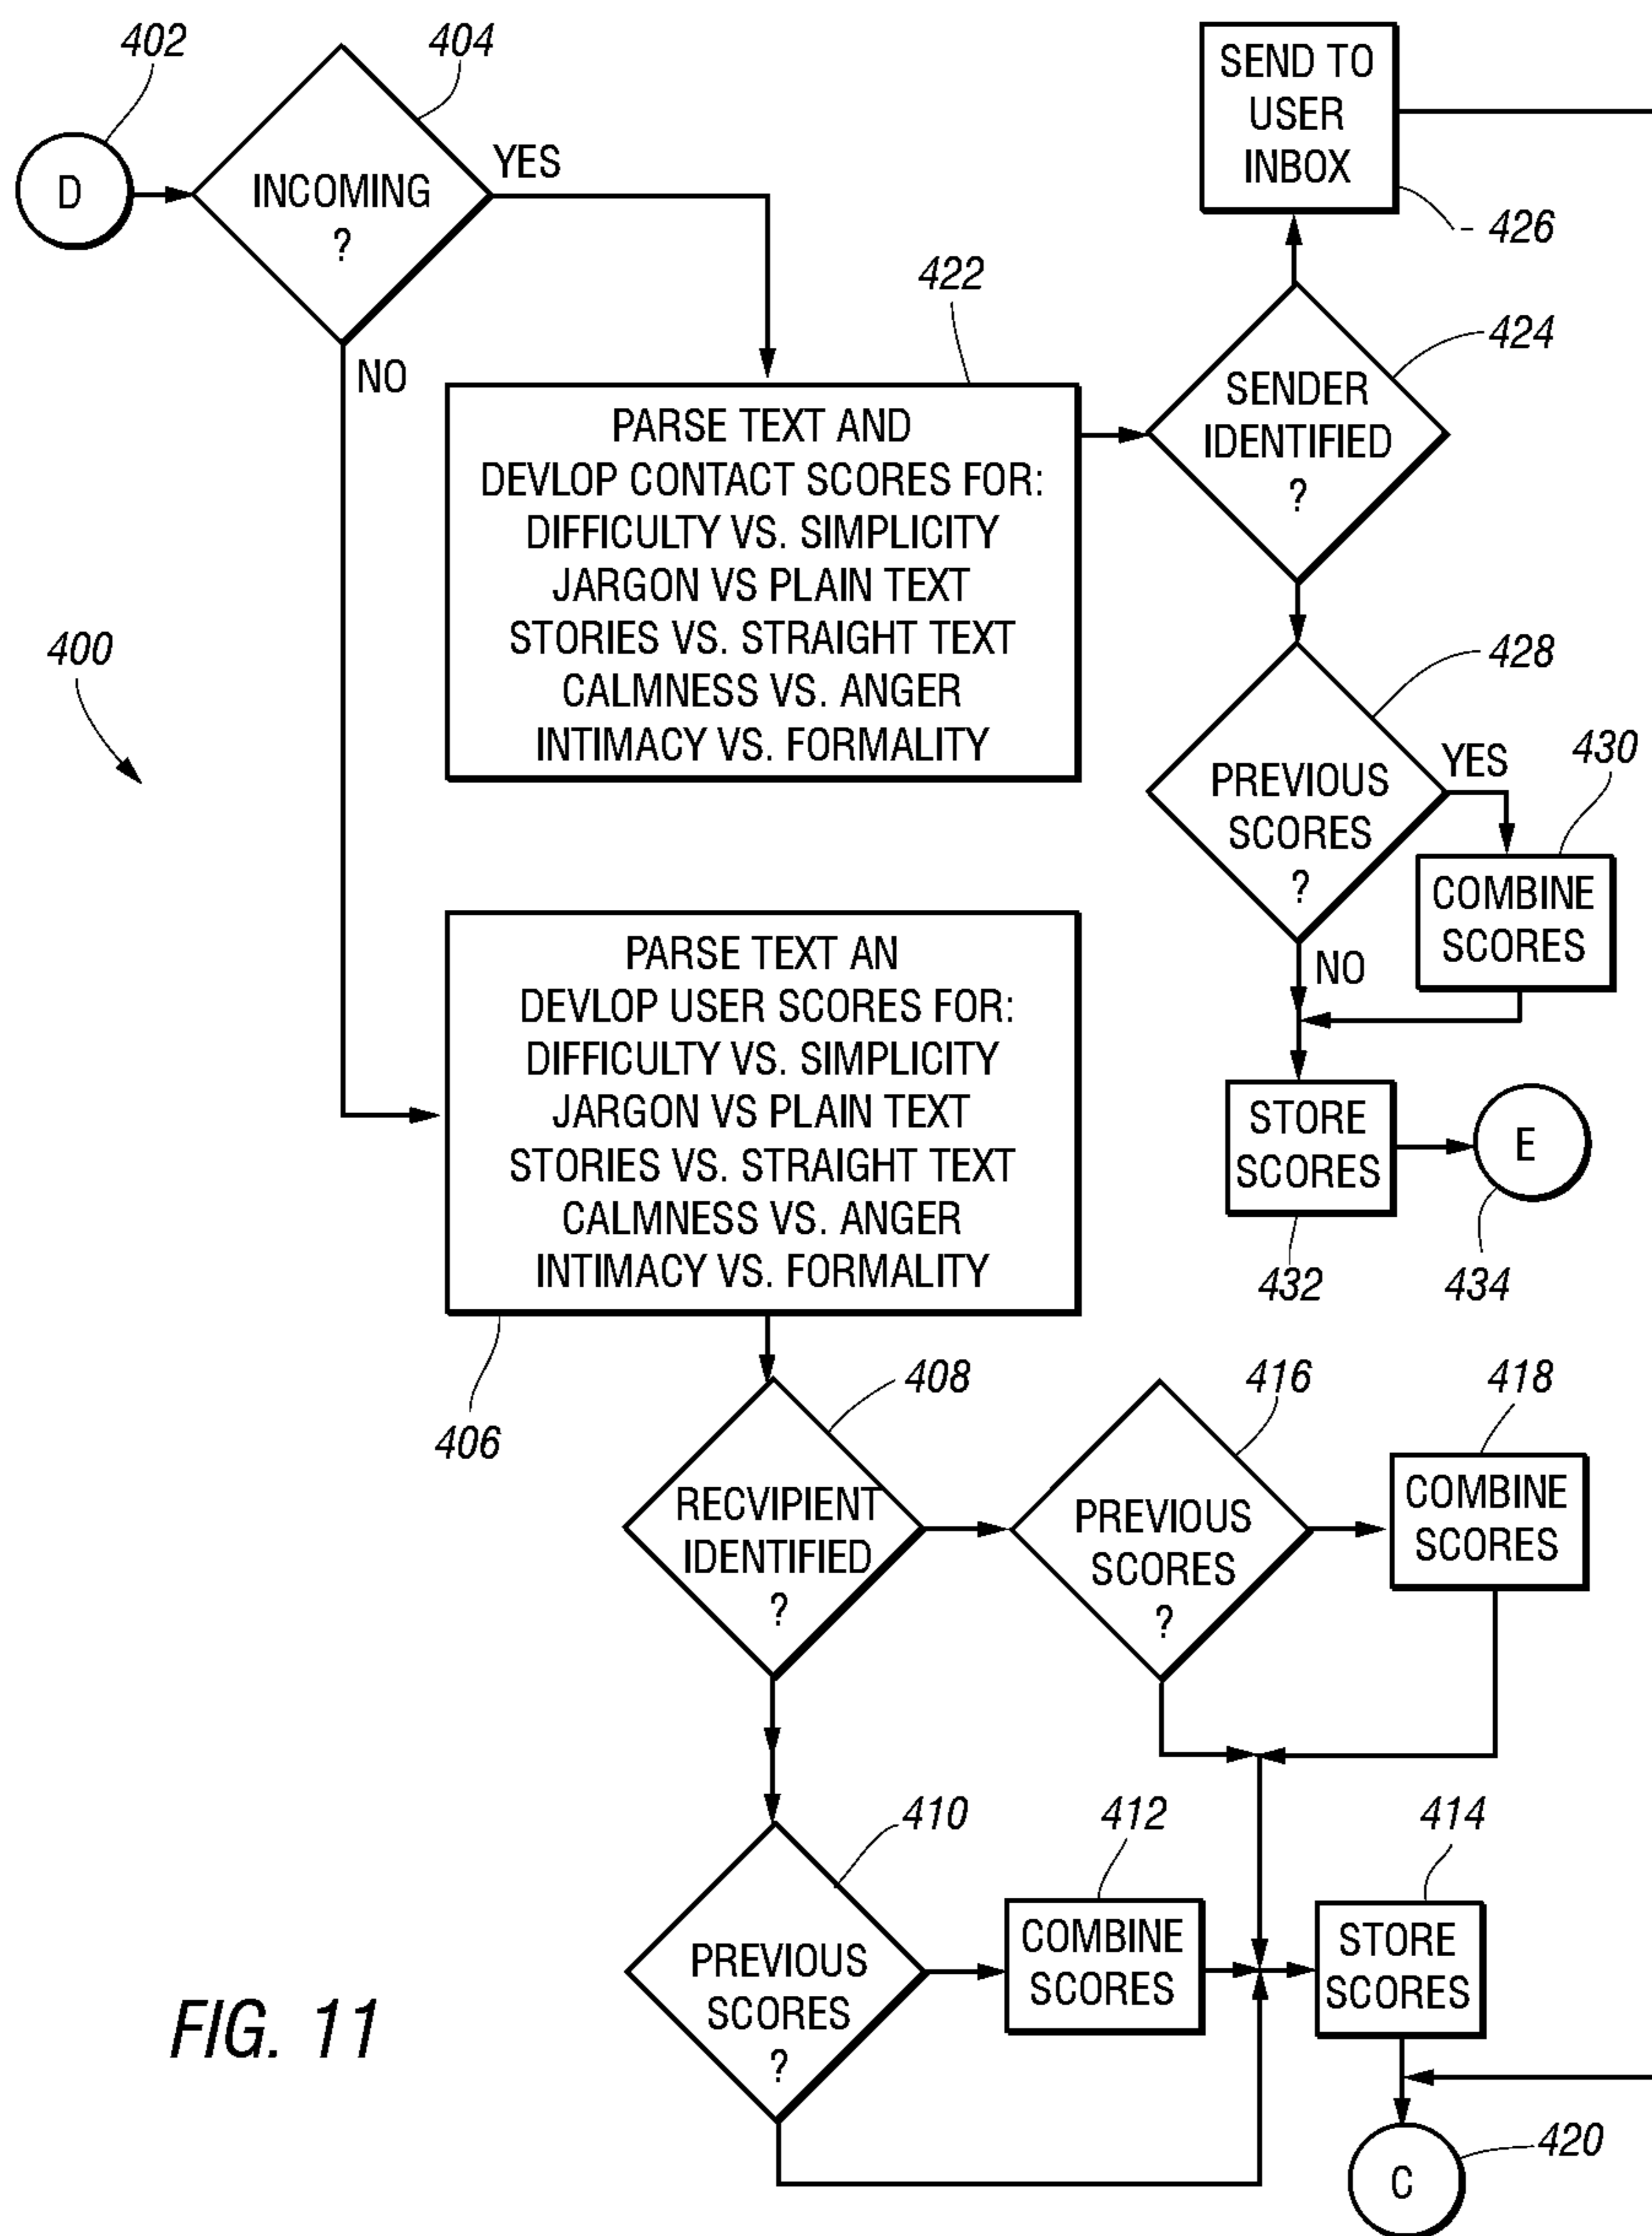 402
404
D
INCOMING
?
YES
NO
SEND TO
USER
INBOX
426
422
PARSE TEXT AND
DEVLOP CONTACT SCORES FOR:
DIFFICULTY VS. SIMPLICITY
JARGON VS PLAIN TEXT
STORIES VS. STRAIGHT TEXT
CALMNESS VS. ANGER
INTIMACY VS. FORMALITY
424
SENDER
IDENTIFIED
?
400
428
PREVIOUS
SCORES
?
YES
430
COMBINE
SCORES
NO
STORE
SCORES
E
432
434
PARSE TEXT AN
DEVLOP USER SCORES FOR:
DIFFICULTY VS. SIMPLICITY
JARGON VS PLAIN TEXT
STORIES VS. STRAIGHT TEXT
CALMNESS VS. ANGER
INTIMACY VS. FORMALITY
406
408
RECVIPIENT
IDENTIFIED
?
416
PREVIOUS
SCORES
?
418
COMBINE
SCORES
410
PREVIOUS
SCORES
?
412
COMBINE
SCORES
414
STORE
SCORES
420
C
FIG. 11